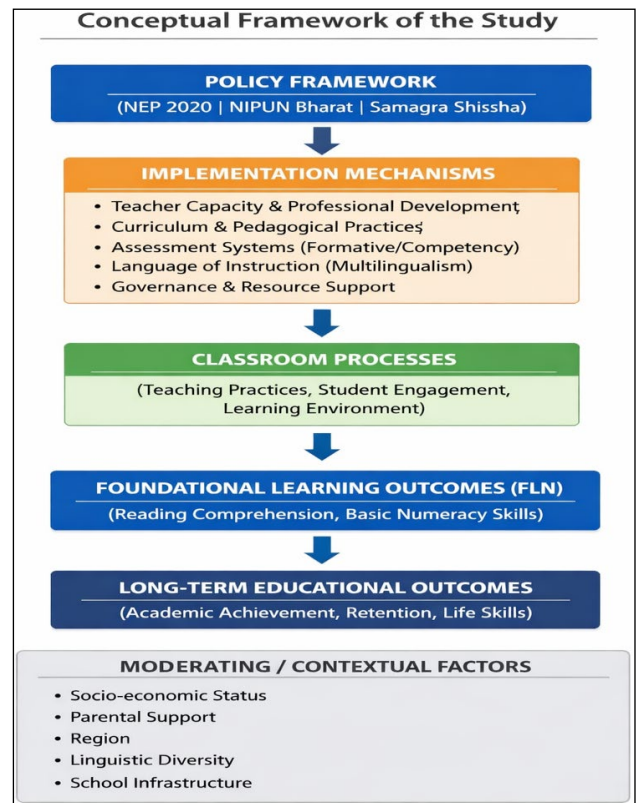 Conceptual Framework of the Study
POLICY FRAMEWORK
(NEP 2020 | NIPUN Bharat | Samagra Shissha)
IMPLEMENTATION MECHANISMS
• Teacher Capacity & Professional Development;
• Curriculum & Pedagogical Practices
• Assessment Systems (Formative/Competency)
• Language of Instruction (Multilingualism)
• Governance & Resource Support
CLASSROOM PROCESSES
(Teaching Practices, Student Engagement,
Learning Environment)
FOUNDATIONAL LEARNING OUTCOMES (FLN)
(Reading Comprehension, Basic Numeracy Skills)
LONG-TERM EDUCATIONAL OUTCOMES
(Academic Achievement, Retention, Life Skills)
MODERATING / CONTEXTUAL FACTORS
• Socio-economic Status
• Parental Support
• Region
• Linguistic Diversity
• School Infrastructure